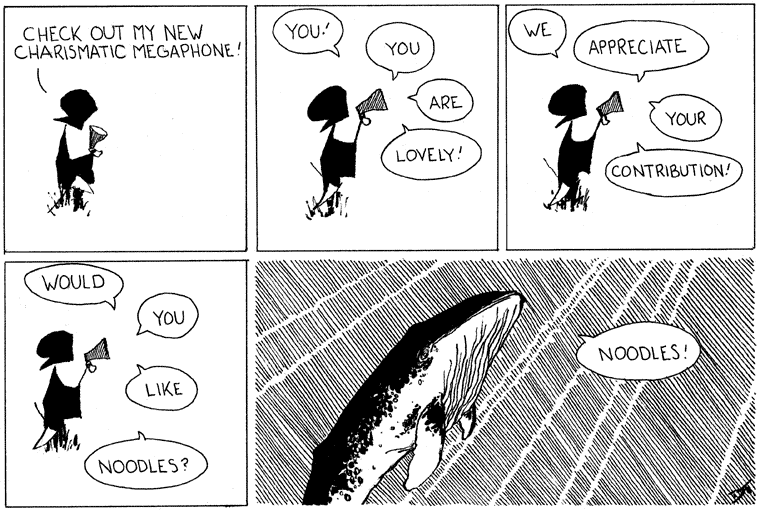 CHECK OUT MY NEW
CHARISMATIC MEGAPHONE!
YOU!
YOU
ARE
LOVELY!
WE
APPRECIATE
YOUR
CONTRIBUTION!
WOULD
YOU
LIKE
NOODLES?
NOODLES!